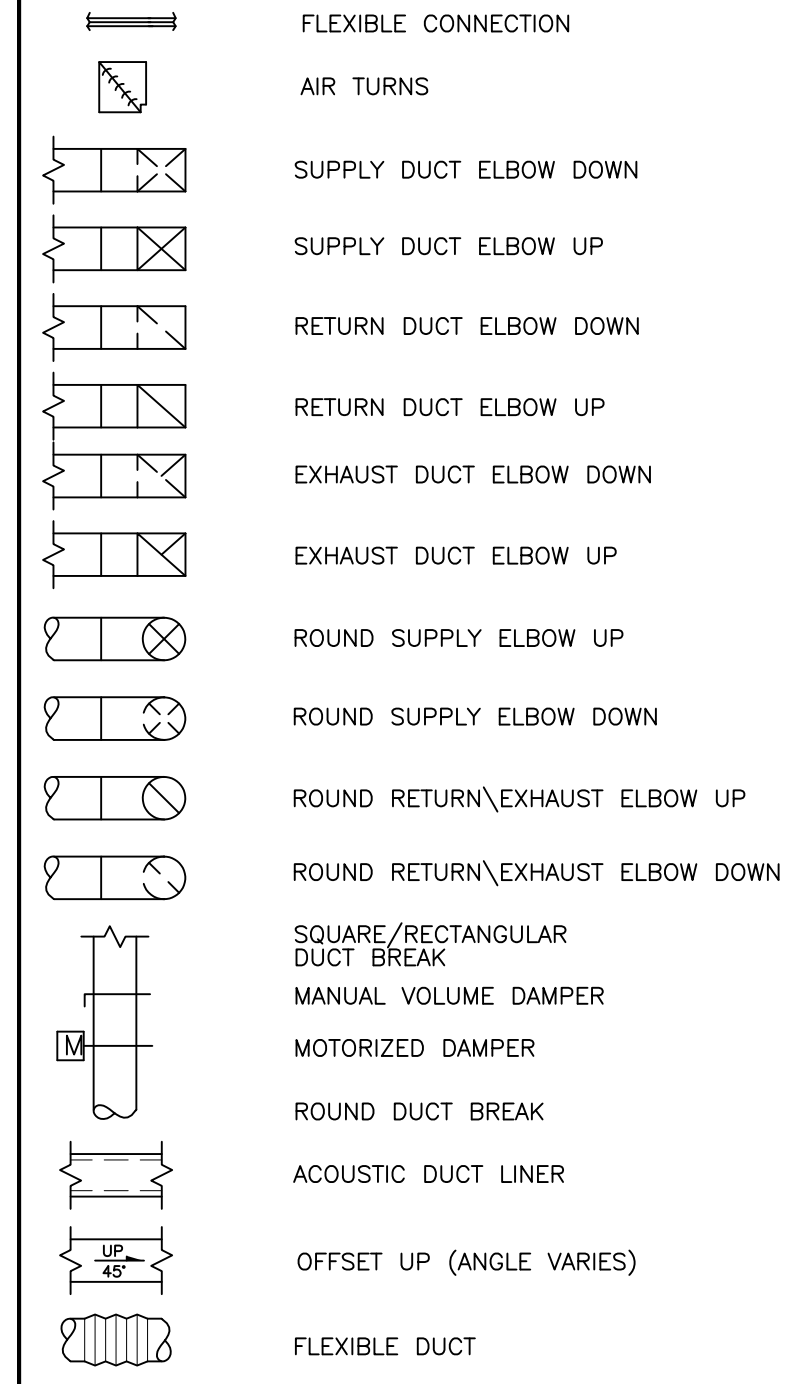 FLEXIBLE CONNECTION
AIR TURNS
SUPPLY DUCT ELBOW DOWN
SUPPLY DUCT ELBOW UP
RETURN DUCT ELBOW DOWN
RETURN DUCT ELBOW UP
EXHAUST DUCT ELBOW DOWN
EXHAUST DUCT ELBOW UP
ROUND SUPPLY ELBOW UP
ROUND SUPPLY ELBOW DOWN
ROUND RETURN\EXHAUST ELBOW UP
ROUND RETURN\EXHAUST ELBOW DOWN
SQUARE/RECTANGULAR
DUCT BREAK
MANUAL VOLUME DAMPER
M MOTORIZED DAMPER
ROUND DUCT BREAK
ACOUSTIC DUCT LINER
UP
45°
OFFSET UP (ANGLE VARIES)
FLEXIBLE DUCT